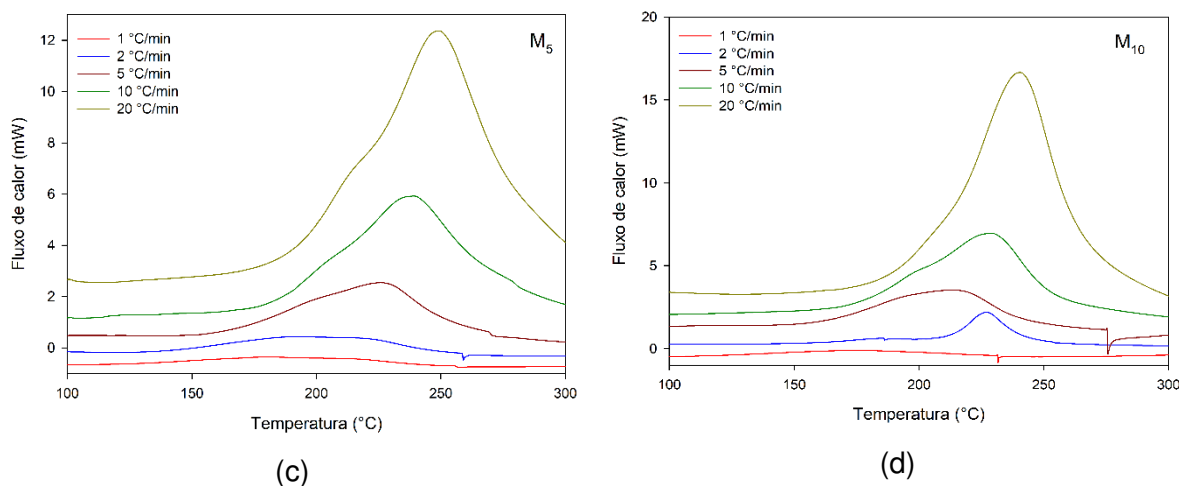 M5
1 °C/min
2 °C/min
5 °C/min
10 °C/min
20 °C/min
12
10
8
6
4
2
0
Fluxo de calor (mW)
100
150
200
250
300
Temperatura (°C)
(c)
M10
1 °C/min
2 °C/min
5 °C/min
10 °C/min
20 °C/min
20
15
10
5
0
Fluxo de calor (mW)
100
150
200
250
300
Temperatura (°C)
(d)